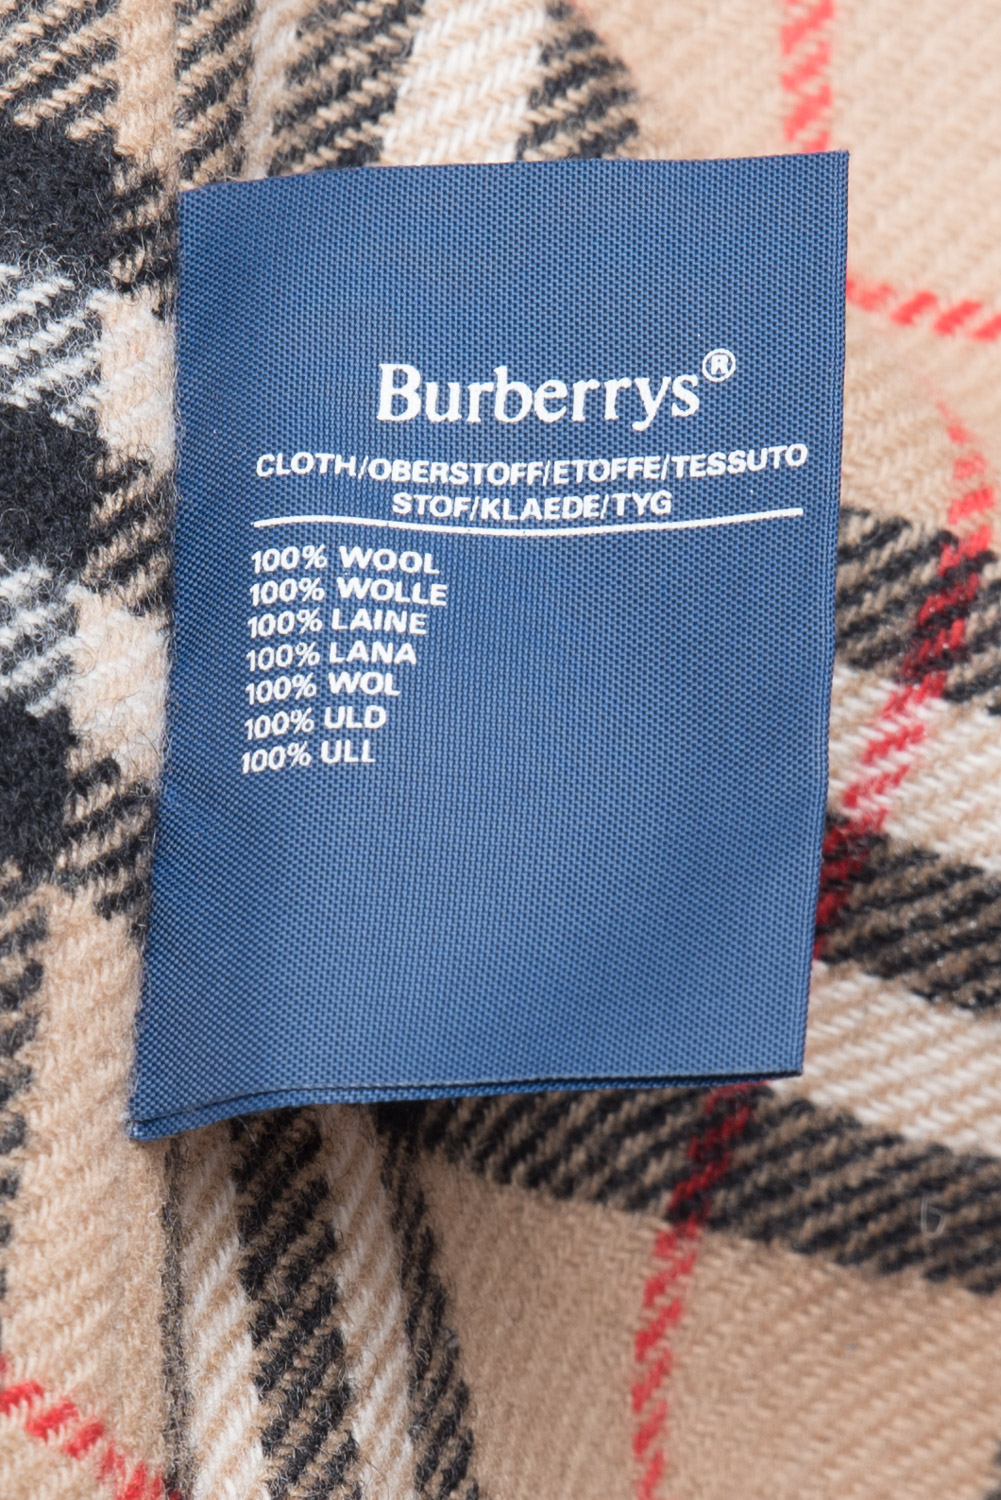 Burberrys®
CLOTH/OBERSTOFF/ETOFFE/TESSUTO
STOF/KLAEDE/TYG
100% WOOL
100% WOLLE
100% LAINE
100% LANA
100% WOL
100% ULD
100% ULL